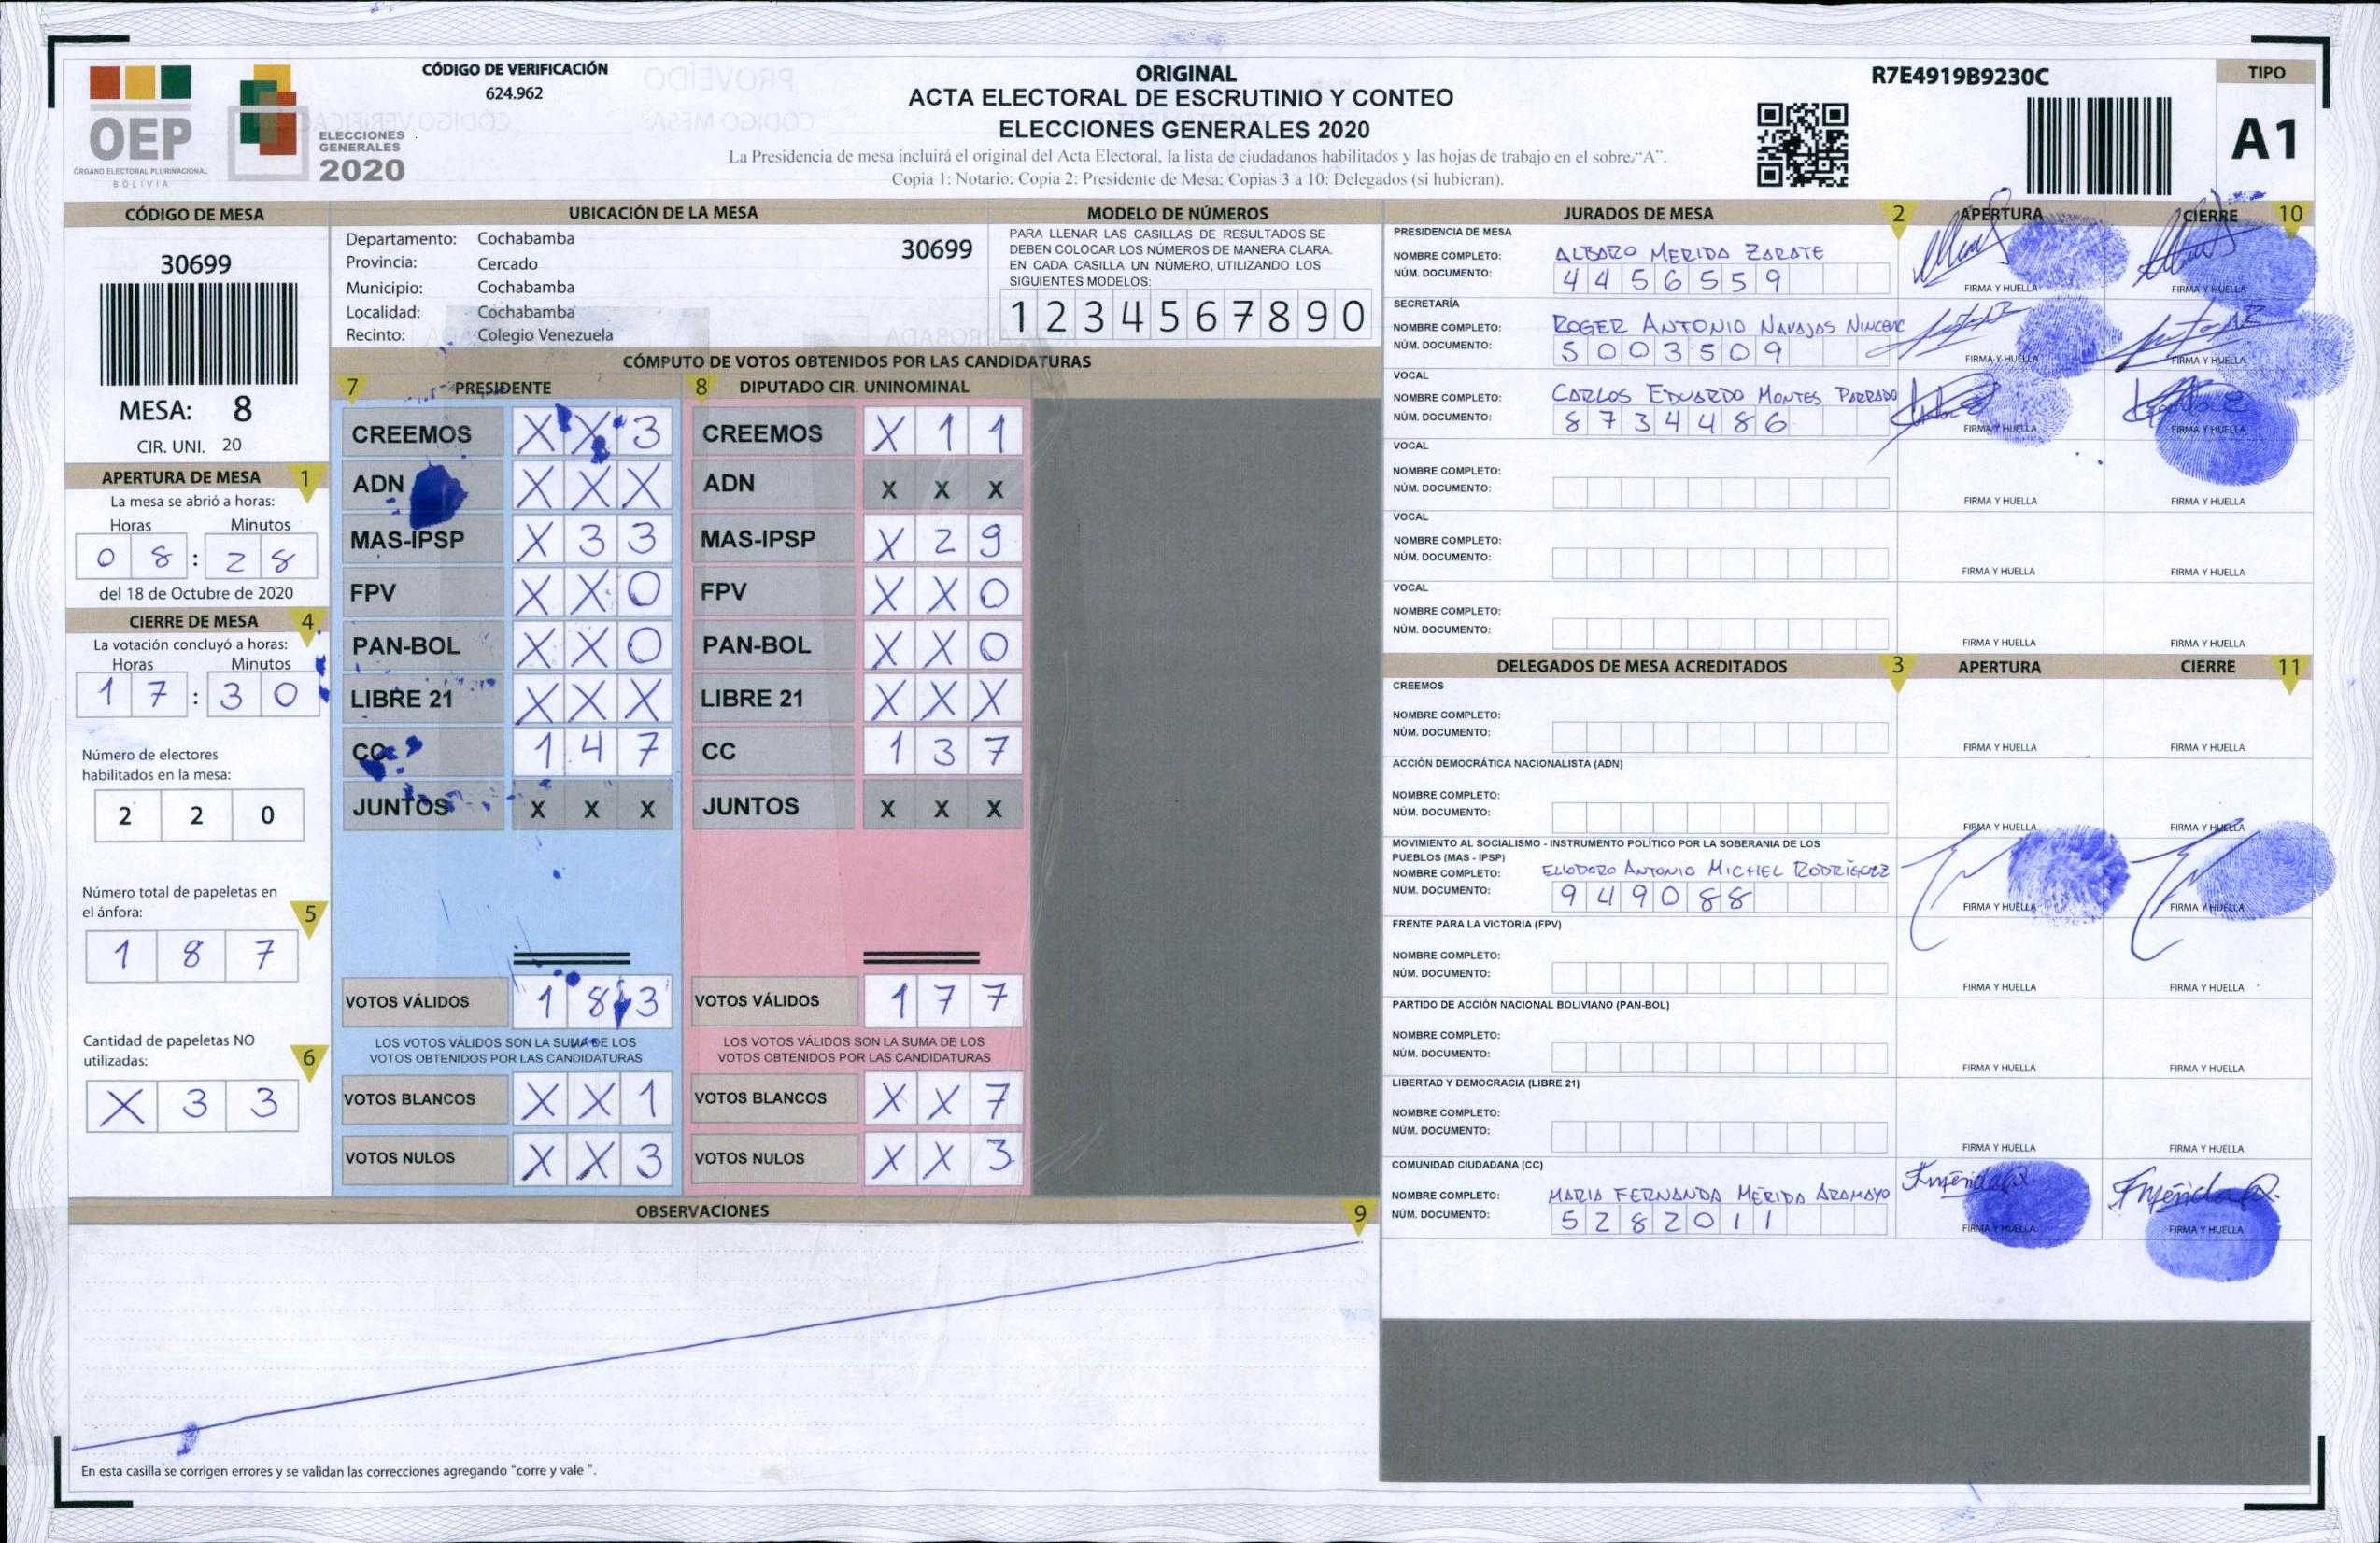 OEP
ÓRGANO ELECTORAL PLURINACIONAL
BOLIVIA
ELECCIONES
GENERALES
2020
CÓDIGO DE VERIFICACIÓN
624.962
ORIGINAL
ACTA ELECTORAL DE ESCRUTINIO Y CONTEO
ELECCIONES GENERALES 2020
La Presidencia de mesa incluirá el original del Acta Electoral, la lista de ciudadanos habilitados y las hojas de trabajo en el sobre "A".
Copia 1: Notario; Copia 2: Presidente de Mesa; Copias 3 a 10: Delegados (si hubieran).
R7E4919B9230C
TIPO
A1
CÓDIGO DE MESA
30699
MESA: 8
CIR. UNI. 20
APERTURA DE MESA 1
La mesa se abrió a horas:
Horas Minutos
0 8 : 2 8
del 18 de Octubre de 2020
CIERRE DE MESA 4
La votación concluyó a horas:
Horas Minutos
1 7 : 3 0
Número de electores
habilitados en la mesa:
2 2 0
Número total de papeletas en
el ánfora: 5
1 8 7
Cantidad de papeletas NO
utilizadas: 6
X 3 3
UBICACIÓN DE LA MESA
Departamento: Cochabamba 30699
Provincia: Cercado
Municipio: Cochabamba
Localidad: Cochabamba
Recinto: Colegio Venezuela
MODELO DE NÚMEROS
PARA LLENAR LAS CASILLAS DE RESULTADOS SE
DEBEN COLOCAR LOS NÚMEROS DE MANERA CLARA.
EN CADA CASILLA UN NÚMERO, UTILIZANDO LOS
SIGUIENTES MODELOS:
1 2 3 4 5 6 7 8 9 0
CÓMPUTO DE VOTOS OBTENIDOS POR LAS CANDIDATURAS
7 PRESIDENTE 8 DIPUTADO CIR. UNINOMINAL
CREEMOS X X 3 CREEMOS X 1 1
ADN X X X ADN X X X
MAS-IPSP X 3 3 MAS-IPSP X 2 9
FPV X X 0 FPV X X 0
PAN-BOL X X 0 PAN-BOL X X 0
LIBRE 21 X X X LIBRE 21 X X X
CC 1 4 7 CC 1 3 7
JUNTOS X X X JUNTOS X X X
VOTOS VÁLIDOS 1 8 3 VOTOS VÁLIDOS 1 7 7
LOS VOTOS VÁLIDOS SON LA SUMA DE LOS LOS VOTOS VÁLIDOS SON LA SUMA DE LOS
VOTOS OBTENIDOS POR LAS CANDIDATURAS VOTOS OBTENIDOS POR LAS CANDIDATURAS
VOTOS BLANCOS X X 1 VOTOS BLANCOS X X 7
VOTOS NULOS X X 3 VOTOS NULOS X X 3
OBSERVACIONES 9
En esta casilla se corrigen errores y se validan las correcciones agregando "corre y vale ".
JURADOS DE MESA 2 APERTURA CIERRE 10
PRESIDENCIA DE MESA
NOMBRE COMPLETO: ALBARO MERIDA ZARATE
NÚM. DOCUMENTO: 4 4 5 6 5 5 9
FIRMA Y HUELLA FIRMA Y HUELLA
SECRETARÍA
NOMBRE COMPLETO: ROGER ANTONIO NAVAJAS
NÚM. DOCUMENTO: 5 0 0 3 5 0 9
FIRMA Y HUELLA FIRMA Y HUELLA
VOCAL
NOMBRE COMPLETO: CARLOS EDUARDO MONTES PARRADO
NÚM. DOCUMENTO: 8 7 3 4 4 8 6
FIRMA Y HUELLA FIRMA Y HUELLA
VOCAL
NOMBRE COMPLETO:
NÚM. DOCUMENTO:
FIRMA Y HUELLA FIRMA Y HUELLA
VOCAL
NOMBRE COMPLETO:
NÚM. DOCUMENTO:
FIRMA Y HUELLA FIRMA Y HUELLA
VOCAL
NOMBRE COMPLETO:
NÚM. DOCUMENTO:
FIRMA Y HUELLA FIRMA Y HUELLA
DELEGADOS DE MESA ACREDITADOS 3 APERTURA CIERRE 11
CREEMOS
NOMBRE COMPLETO:
NÚM. DOCUMENTO:
FIRMA Y HUELLA FIRMA Y HUELLA
ACCIÓN DEMOCRÁTICA NACIONALISTA (ADN)
NOMBRE COMPLETO:
NÚM. DOCUMENTO:
FIRMA Y HUELLA FIRMA Y HUELLA
MOVIMIENTO AL SOCIALISMO - INSTRUMENTO POLÍTICO POR LA SOBERANIA DE LOS
PUEBLOS (MAS - IPSP)
NOMBRE COMPLETO: ELIODORO ANTONIO MICHEL RODRÍGUEZ
NÚM. DOCUMENTO: 9 4 9 0 8 8
FIRMA Y HUELLA FIRMA Y HUELLA
FRENTE PARA LA VICTORIA (FPV)
NOMBRE COMPLETO:
NÚM. DOCUMENTO:
FIRMA Y HUELLA FIRMA Y HUELLA
PARTIDO DE ACCIÓN NACIONAL BOLIVIANO (PAN-BOL)
NOMBRE COMPLETO:
NÚM. DOCUMENTO:
FIRMA Y HUELLA FIRMA Y HUELLA
LIBERTAD Y DEMOCRACIA (LIBRE 21)
NOMBRE COMPLETO:
NÚM. DOCUMENTO:
FIRMA Y HUELLA FIRMA Y HUELLA
COMUNIDAD CIUDADANA (CC)
NOMBRE COMPLETO: MARIA FERNANDA MERIDA ARAMAYO
NÚM. DOCUMENTO: 5 2 8 2 0 1 1
FIRMA Y HUELLA FIRMA Y HUELLA